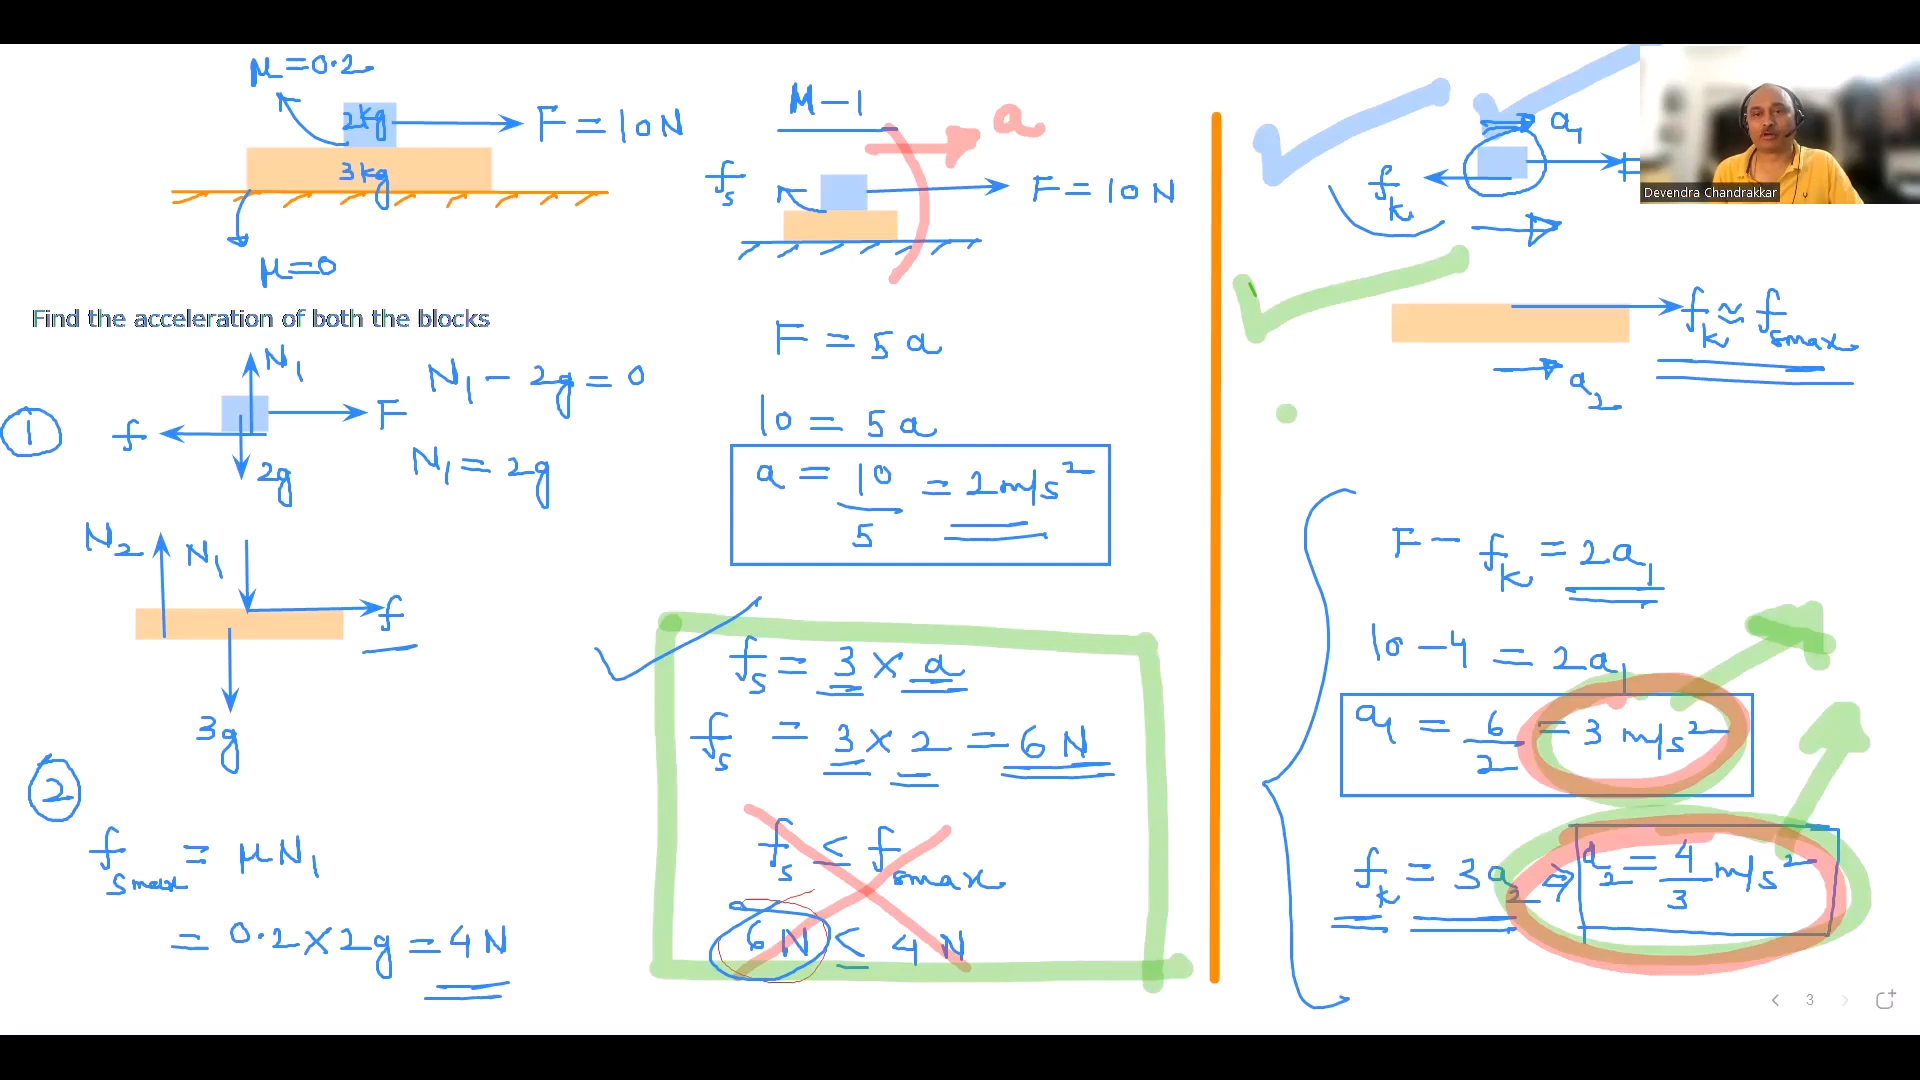 μ=0.2
2kg
F = 10N
3kg
μ=0
Find the acceleration of both the blocks
1
N₁
f
F
2g
N₁ - 2g = 0
N₁ = 2g
N₂
N₁
f
3g
2
f_smax = μN₁
= 0.2×2g = 4N
M-1
a
f_s
F = 10N
F = 5a
10 = 5a
a = 10/5 = 2m/s²
f_s = 3 × a
f_s = 3 × 2 = 6 N
f_s < f_smax
6N < 4N
a₁
f_k
Devendra Chandrakkar
f_k ≈ f_smax
a₂
F - f_k = 2a₁
10 - 4 = 2a₁
a₁ = 6/2 = 3 m/s²
f_k = 3a₂ ⇒ a₂ = 4/3 m/s²
3